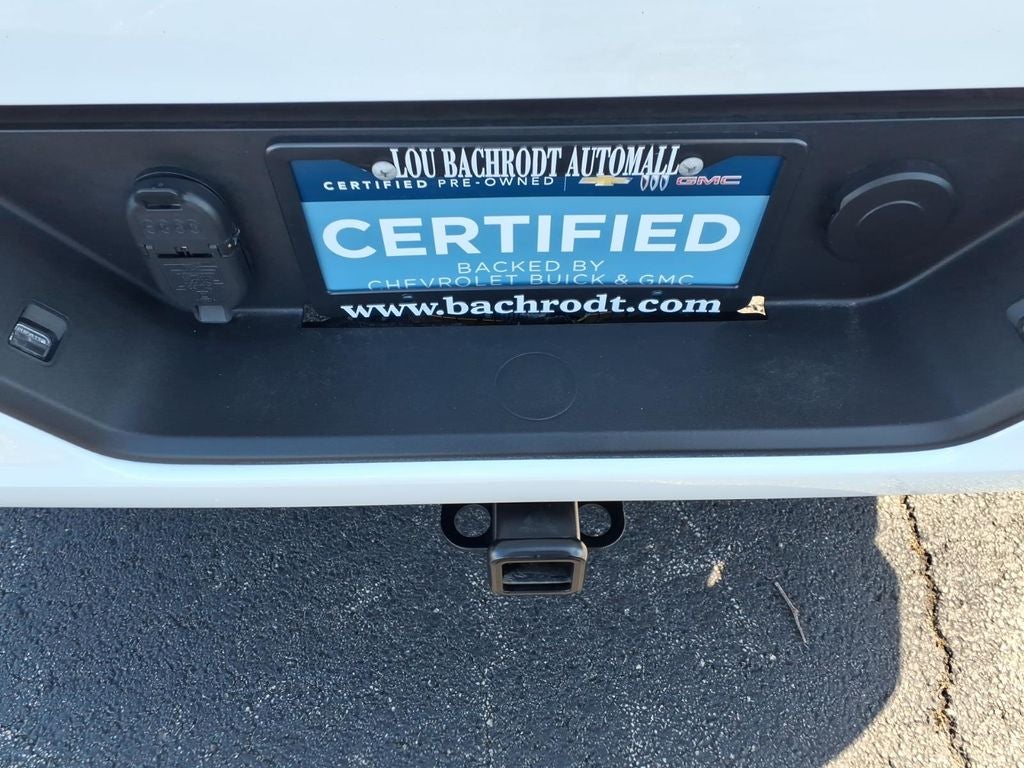 LOU BACHRODT AUTOMALL
CERTIFIED PRE-OWNED GMC
CERTIFIED
BACKED BY
CHEVROLET BUICK & GMC
www.bachrodt.com